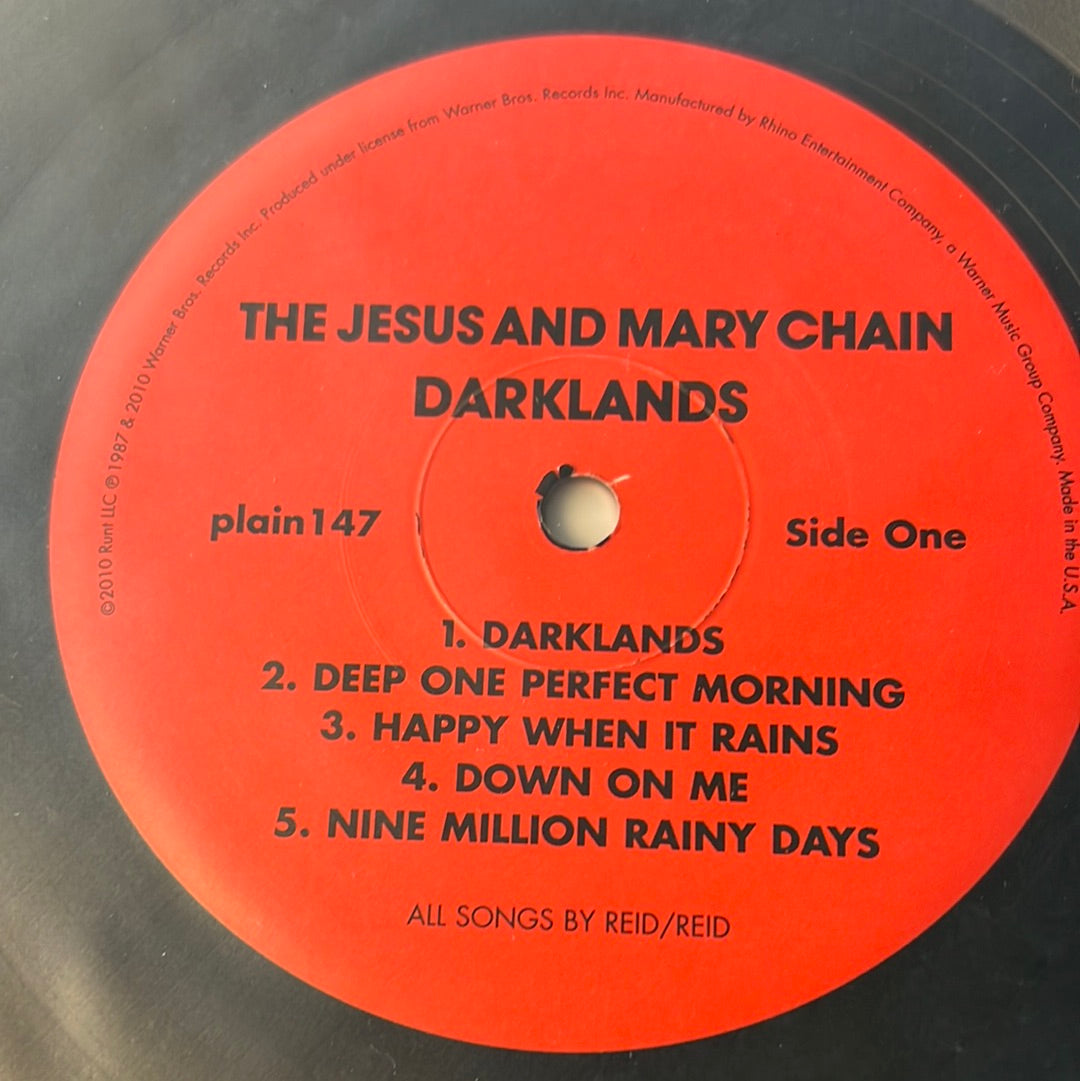 ©2010 Runt LLC ℗1987 & 2010 Warner Bros. Records Inc. Produced under license from Warner Bros. Records Inc. Manufactured by Rhino Entertainment Company, a Warner Music Group Company. Made in the U.S.A.
THE JESUS AND MARY CHAIN
DARKLANDS
plain147
Side One
1. DARKLANDS
2. DEEP ONE PERFECT MORNING
3. HAPPY WHEN IT RAINS
4. DOWN ON ME
5. NINE MILLION RAINY DAYS
ALL SONGS BY REID/REID